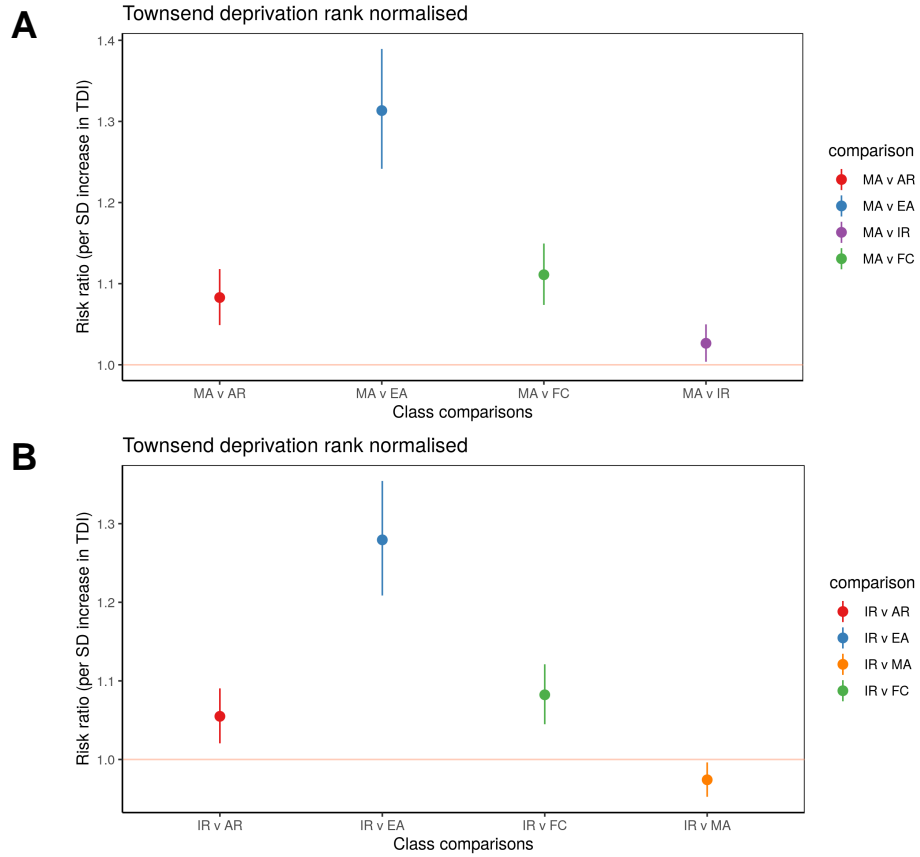 A
Townsend deprivation rank normalised
Risk ratio (per SD increase in TDI)
1.4
1.3
1.2
1.1
1.0
MA v AR MA v EA MA v FC MA v IR
Class comparisons
comparison
MA v AR
MA v EA
MA v IR
MA v FC
B
Townsend deprivation rank normalised
Risk ratio (per SD increase in TDI)
1.3
1.2
1.1
1.0
IR v AR IR v EA IR v FC IR v MA
Class comparisons
comparison
IR v AR
IR v EA
IR v MA
IR v FC